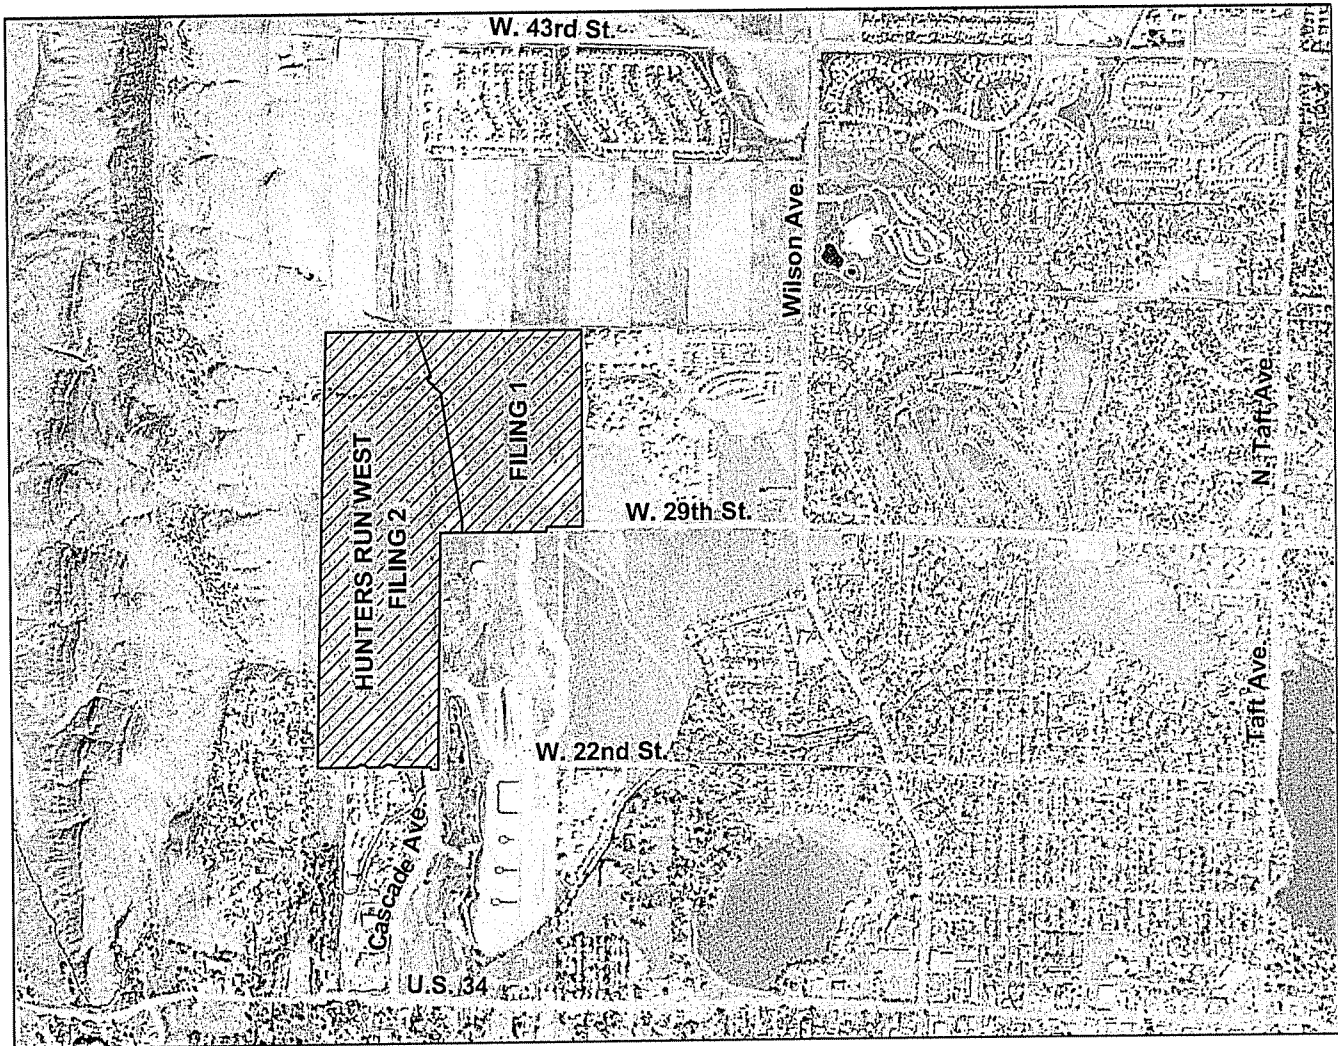 W. 43rd St.
Wilson Ave.
N. Taft Ave.
HUNTERS RUN WEST
FILING 2
FILING 1
W. 29th St.
Taft Ave.
W. 22nd St.
Cascade Ave.
U.S. 34